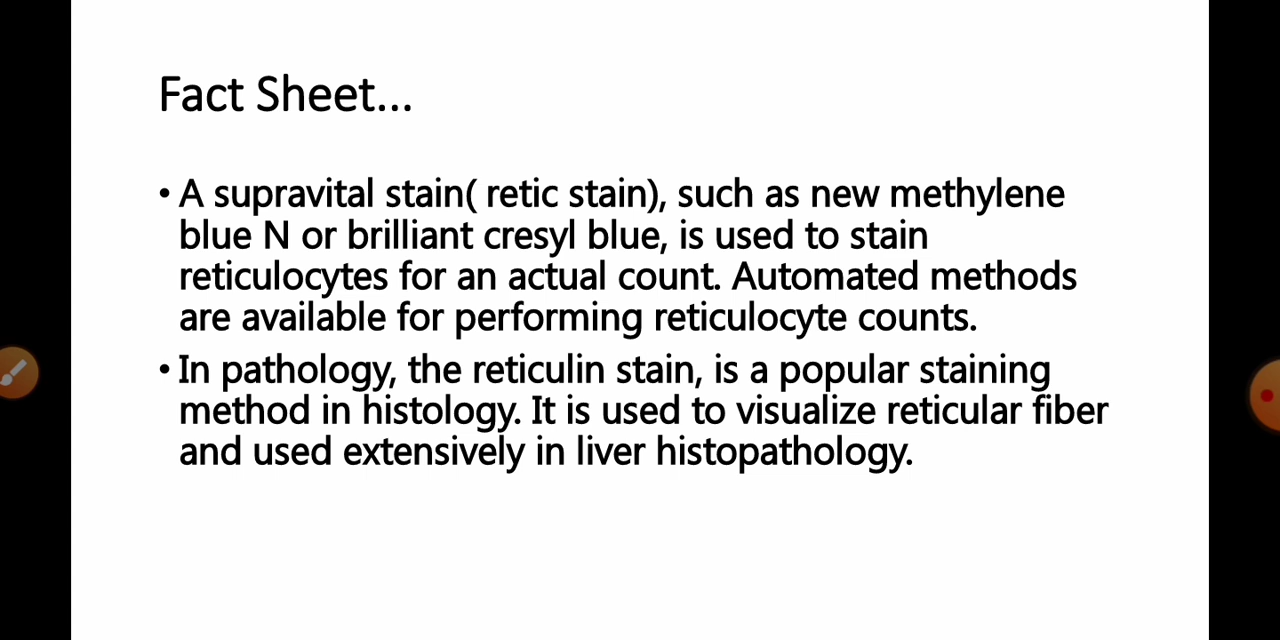 Fact Sheet...
• A supravital stain( retic stain), such as new methylene
blue N or brilliant cresyl blue, is used to stain
reticulocytes for an actual count. Automated methods
are available for performing reticulocyte counts.
• In pathology, the reticulin stain, is a popular staining
method in histology. It is used to visualize reticular fiber
and used extensively in liver histopathology.